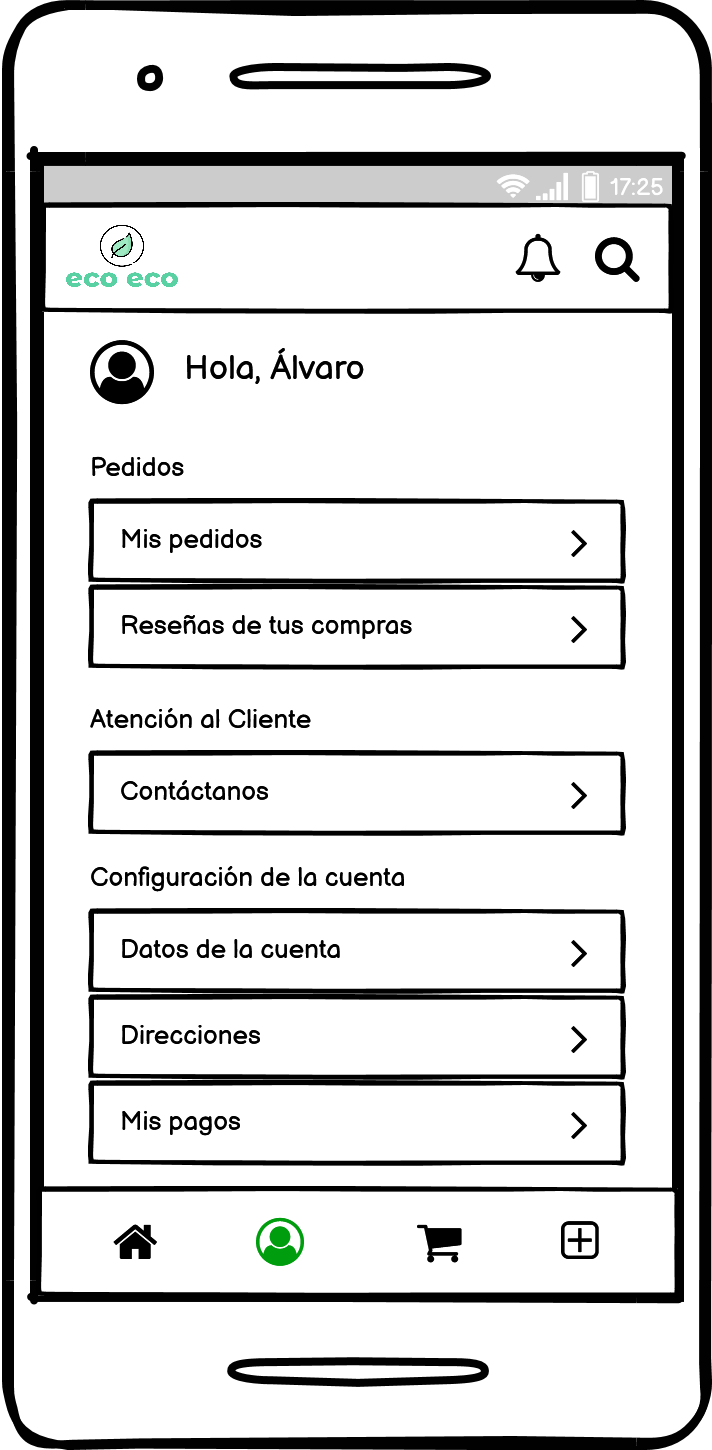 17:25
eco eco
Hola, Álvaro
Pedidos
Mis pedidos
Reseñas de tus compras
Atención al Cliente
Contáctanos
Configuración de la cuenta
Datos de la cuenta
Direcciones
Mis pagos